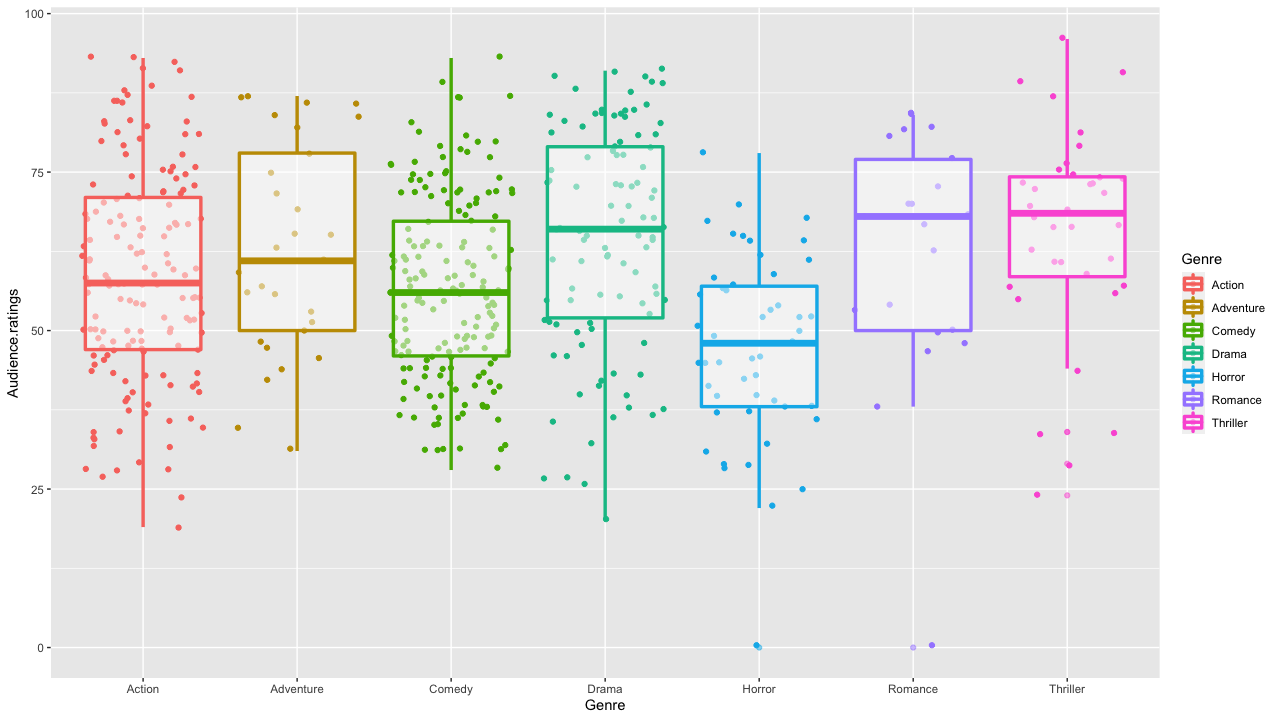 100
75
50
25
0
Audience.ratings
Action
Adventure
Comedy
Drama
Horror
Romance
Thriller
Genre
Genre
Action
Adventure
Comedy
Drama
Horror
Romance
Thriller